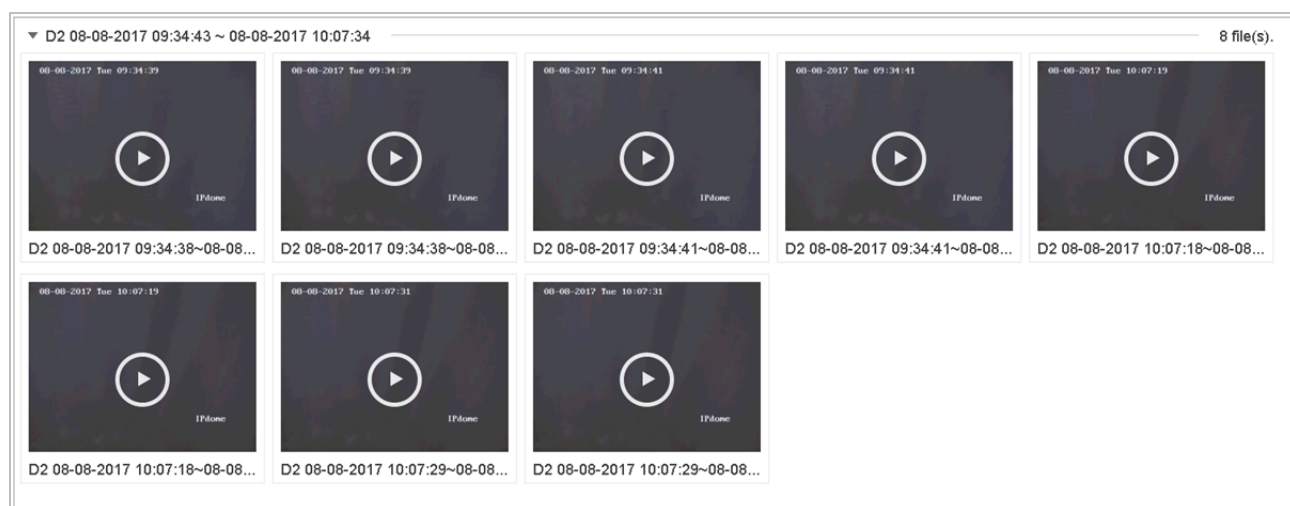 D2 08-08-2017 09:34:43 ~ 08-08-2017 10:07:34 8 file(s).
08-08-2017 Tue 09:34:39
IPdome
D2 08-08-2017 09:34:38~08-08...
08-08-2017 Tue 09:34:39
IPdome
D2 08-08-2017 09:34:38~08-08...
08-08-2017 Tue 09:34:41
IPdome
D2 08-08-2017 09:34:41~08-08...
08-08-2017 Tue 09:34:41
IPdome
D2 08-08-2017 09:34:41~08-08...
08-08-2017 Tue 10:07:19
IPdome
D2 08-08-2017 10:07:18~08-08...
08-08-2017 Tue 10:07:19
IPdome
D2 08-08-2017 10:07:18~08-08...
08-08-2017 Tue 10:07:31
IPdome
D2 08-08-2017 10:07:29~08-08...
08-08-2017 Tue 10:07:31
IPdome
D2 08-08-2017 10:07:29~08-08...